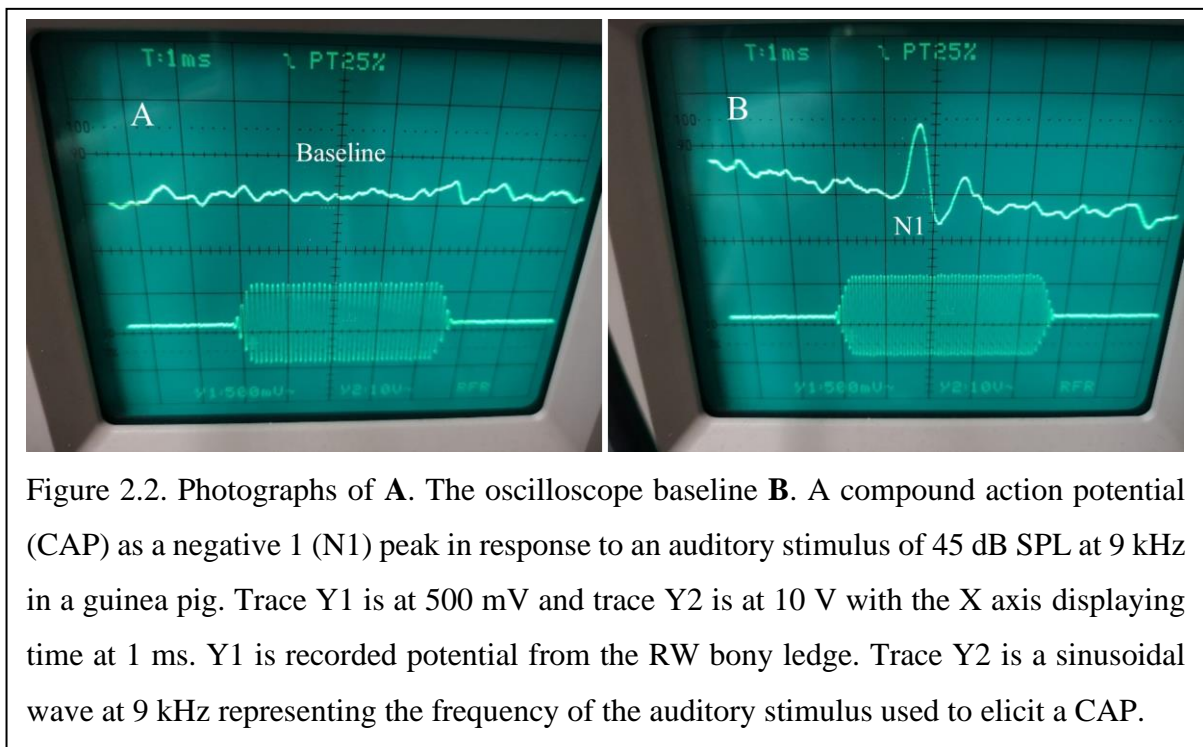 T:1ms ʅ PT25%
A
100
90
Baseline
Y1:500mV~ Y2:10V~ RFR
T:1ms ʅ PT25%
B
100
90
N1
Y1:500mV~ Y2:10V~ RFR
Figure 2.2. Photographs of A. The oscilloscope baseline B. A compound action potential
(CAP) as a negative 1 (N1) peak in response to an auditory stimulus of 45 dB SPL at 9 kHz
in a guinea pig. Trace Y1 is at 500 mV and trace Y2 is at 10 V with the X axis displaying
time at 1 ms. Y1 is recorded potential from the RW bony ledge. Trace Y2 is a sinusoidal
wave at 9 kHz representing the frequency of the auditory stimulus used to elicit a CAP.